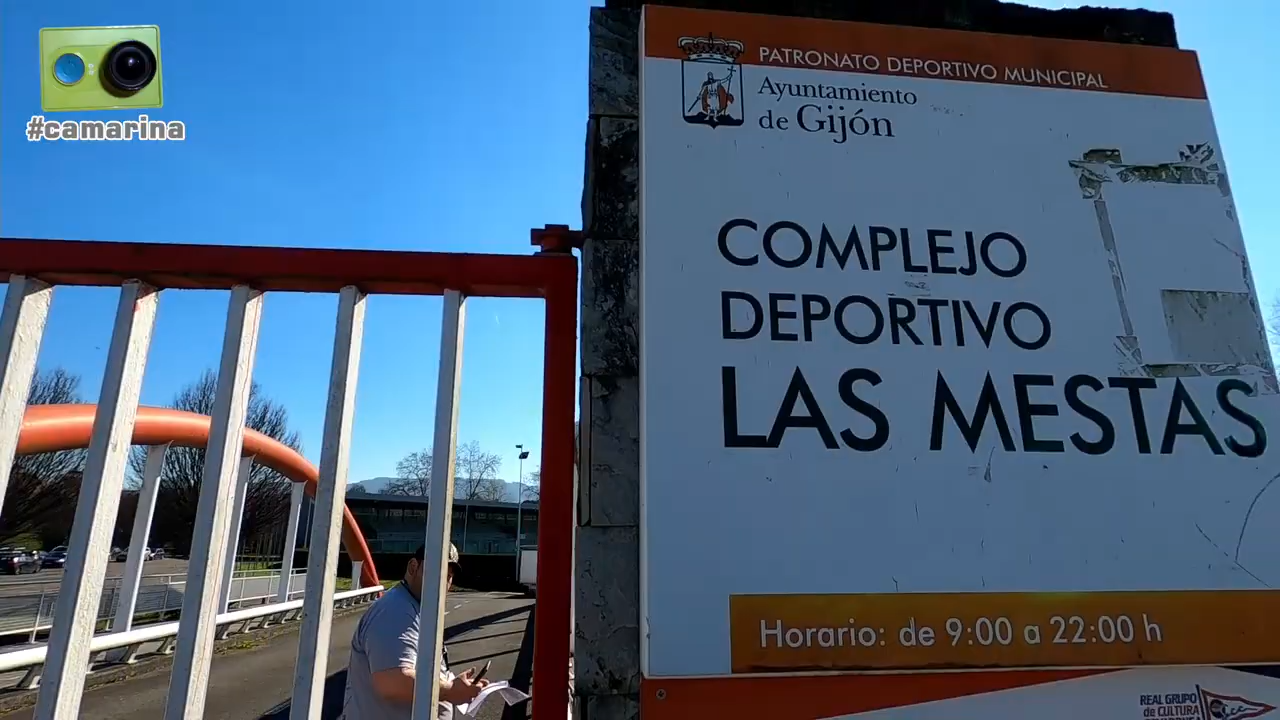 #camarina
PATRONATO DEPORTIVO MUNICIPAL
Ayuntamiento
de Gijón
COMPLEJO
DEPORTIVO
LAS MESTAS
Horario: de 9:00 a 22:00 h
REAL GRUPO
de CULTURA